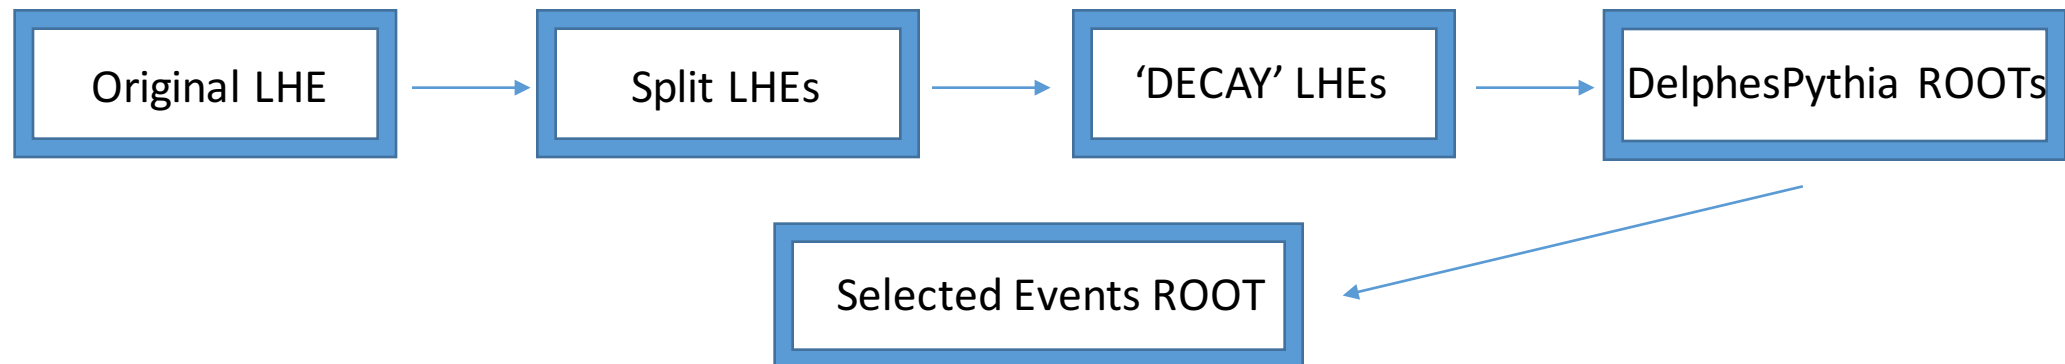 Original LHE
Split LHEs
‘DECAY’ LHEs
DelphesPythia ROOTs
Selected Events ROOT